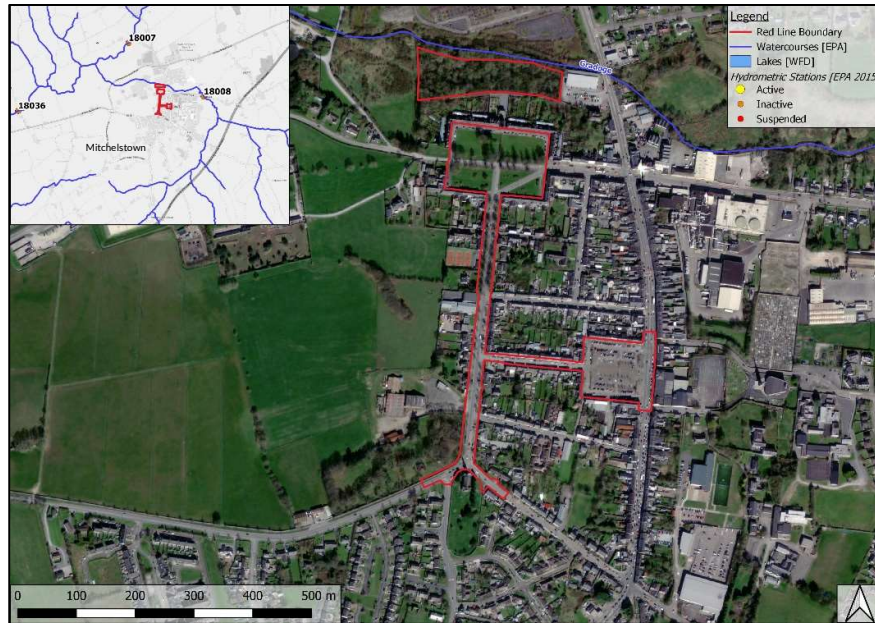 18007
18036
18008
Mitchelstown
Gradoge
Legend
Red Line Boundary
Watercourses [EPA]
Lakes [WFD]
Hydrometric Stations [EPA 2015
Active
Inactive
Suspended
0 100 200 300 400 500 m